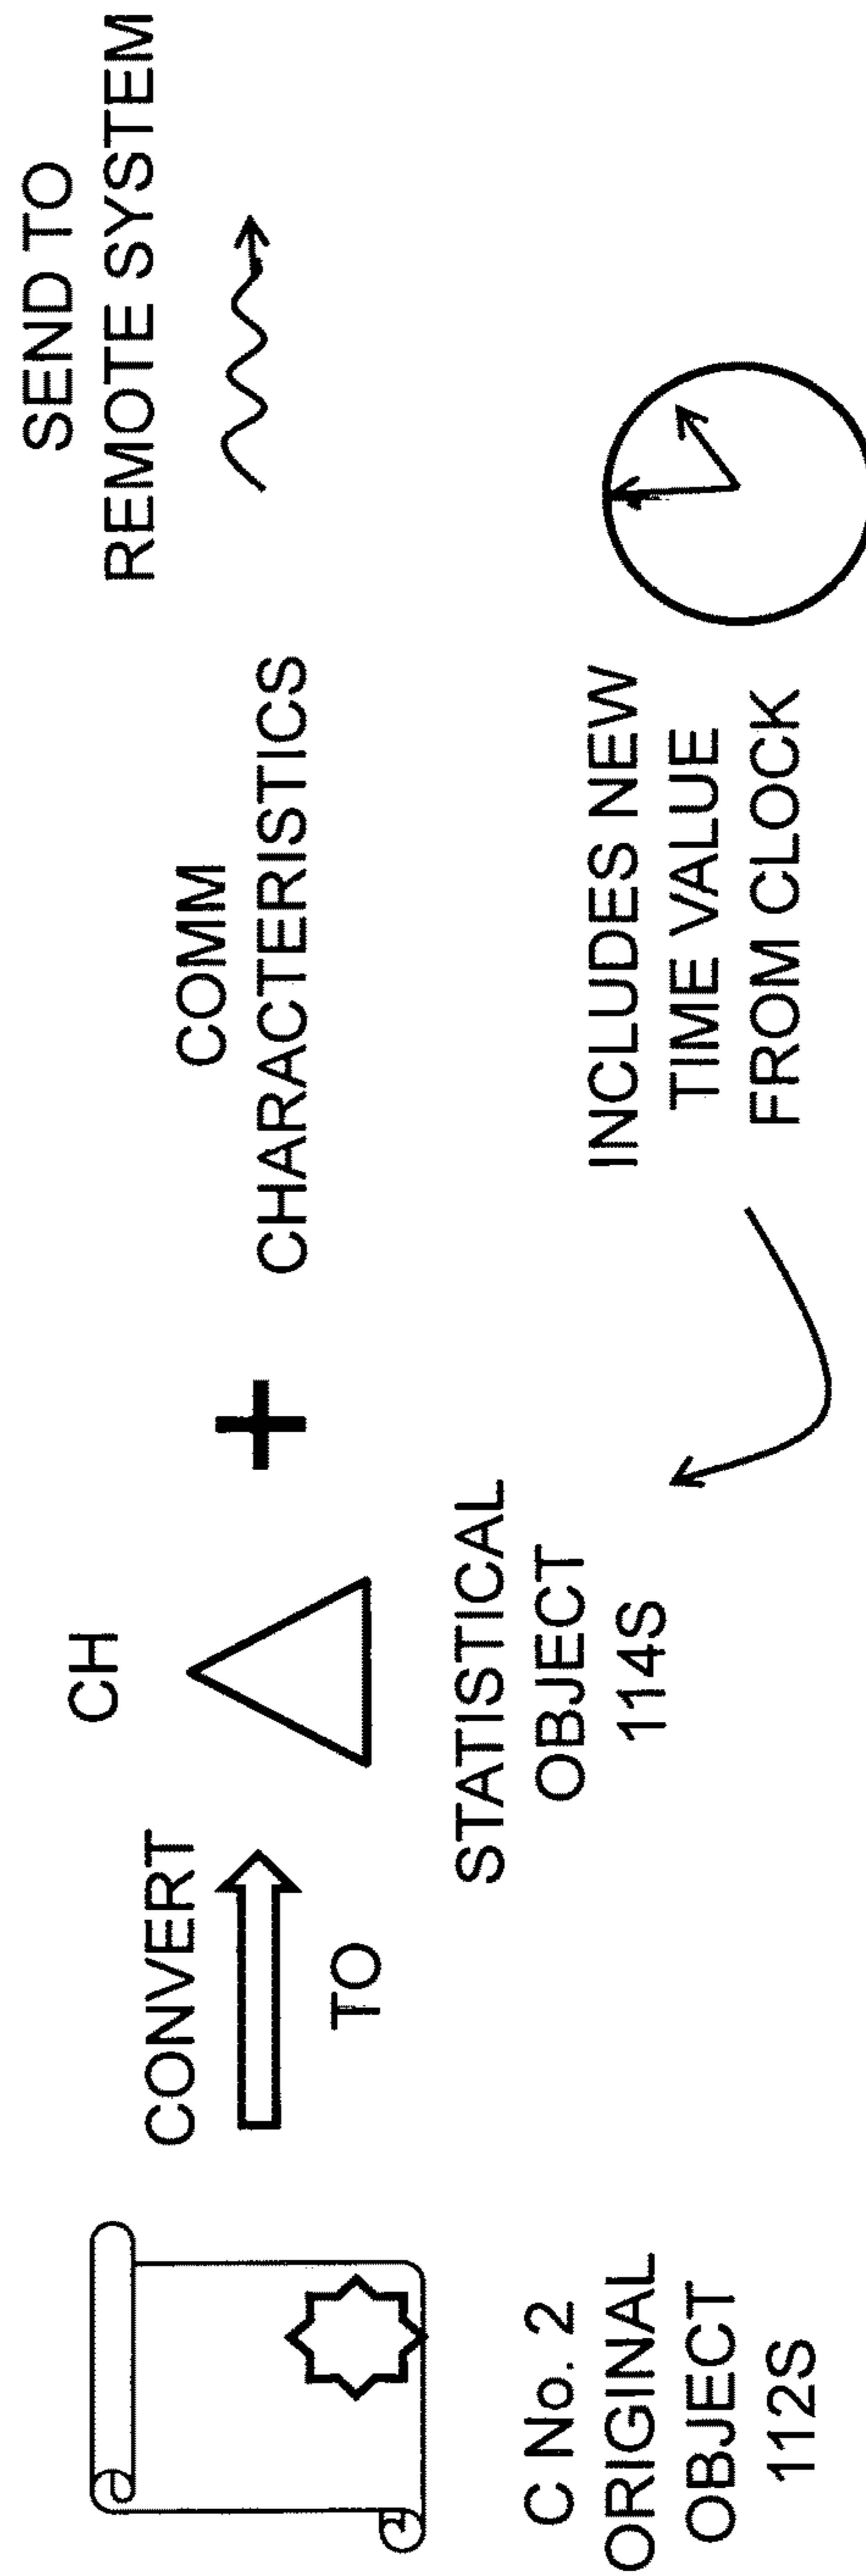 C No. 2
ORIGINAL
OBJECT
112S
CONVERT
TO
CH
STATISTICAL
OBJECT
114S
+
COMM
CHARACTERISTICS
SEND TO
REMOTE SYSTEM
INCLUDES NEW
TIME VALUE
FROM CLOCK